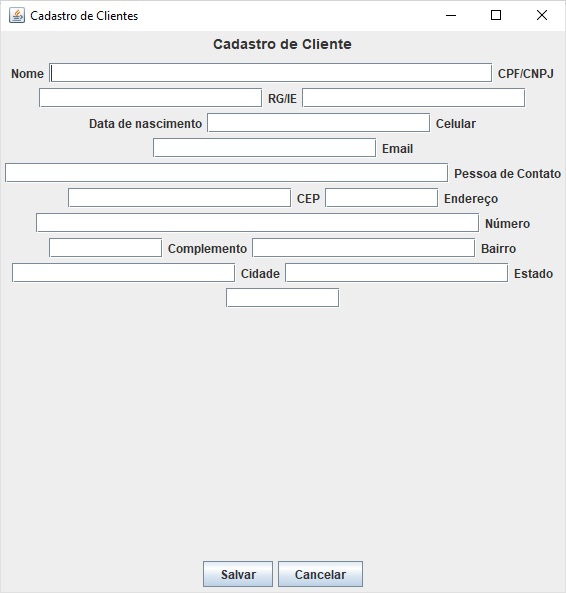 Cadastro de Clientes
Cadastro de Cliente
Nome CPF/CNPJ
RG/IE
Data de nascimento Celular
Email
Pessoa de Contato
CEP Endereço
Número
Complemento Bairro
Cidade Estado
Salvar Cancelar